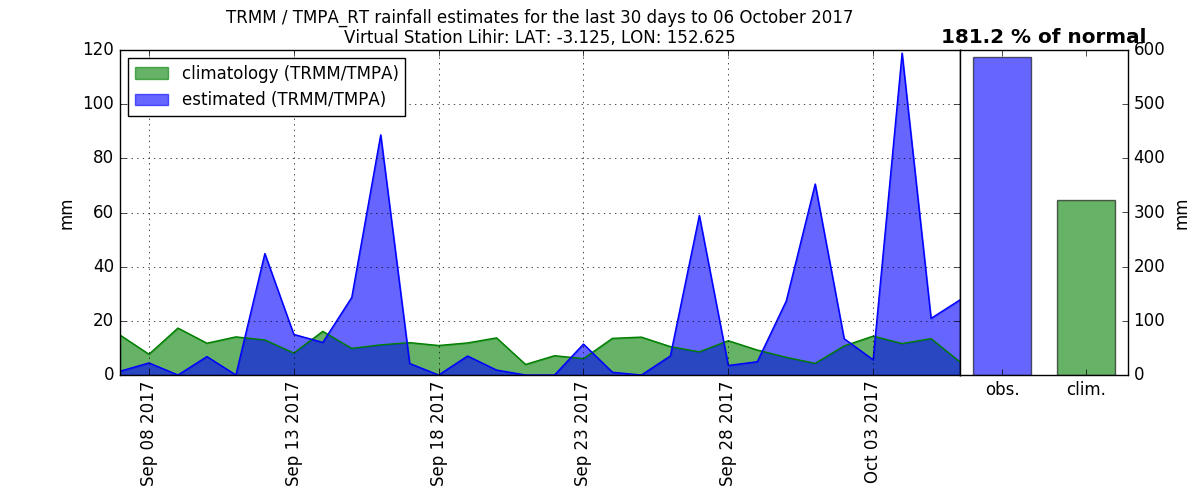 TRMM / TMPA_RT rainfall estimates for the last 30 days to 06 October 2017
Virtual Station Lihir: LAT: -3.125, LON: 152.625
181.2 % of normal
climatology (TRMM/TMPA)
estimated (TRMM/TMPA)
120
100
80
60
40
20
0
mm
Sep 08 2017
Sep 13 2017
Sep 18 2017
Sep 23 2017
Sep 28 2017
Oct 03 2017
obs.
clim.
600
500
400
300
200
100
0
mm